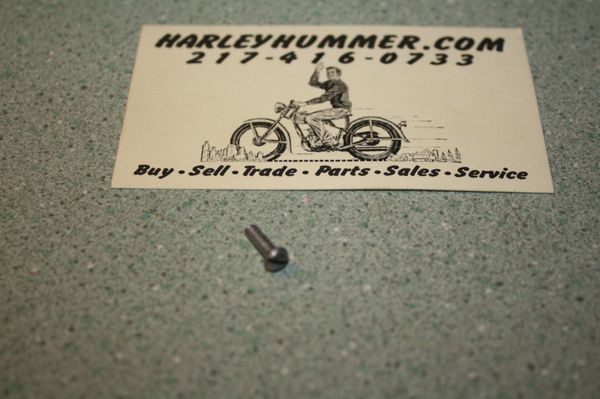 HARLEYHUMMER.COM
217-416-0733
Buy • Sell • Trade • Parts • Sales • Service